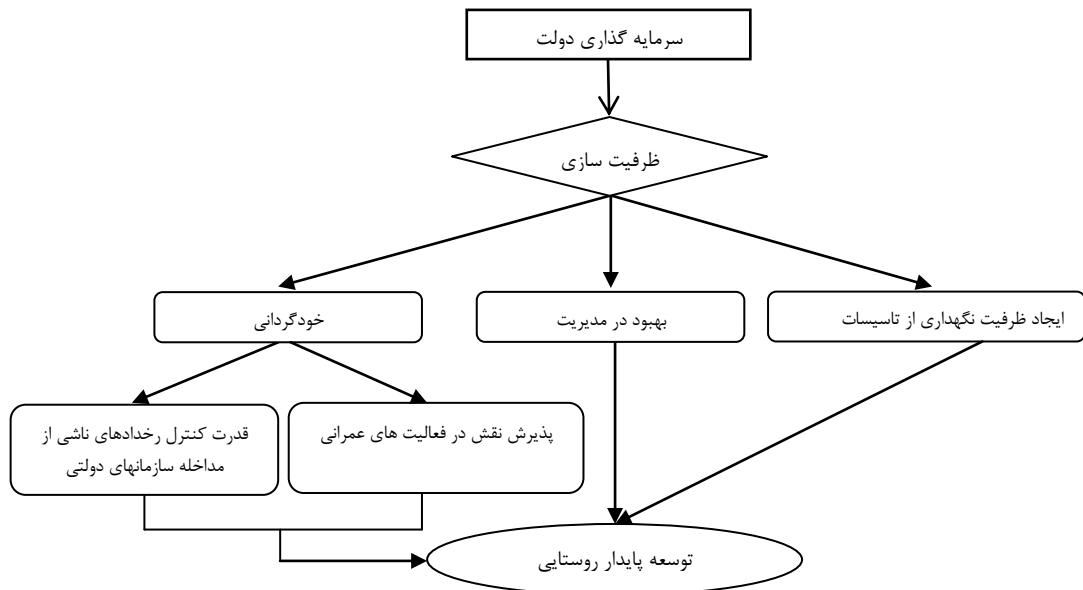 سرمایه گذاری دولت
ظرفیت سازی
ایجاد ظرفیت نگهداری از تاسیسات
بهبود در مدیریت
خودگردانی
پذیرش نقش در فعالیت های عمرانی
قدرت کنترل رخدادهای ناشی از
مداخله سازمانهای دولتی
توسعه پایدار روستایی